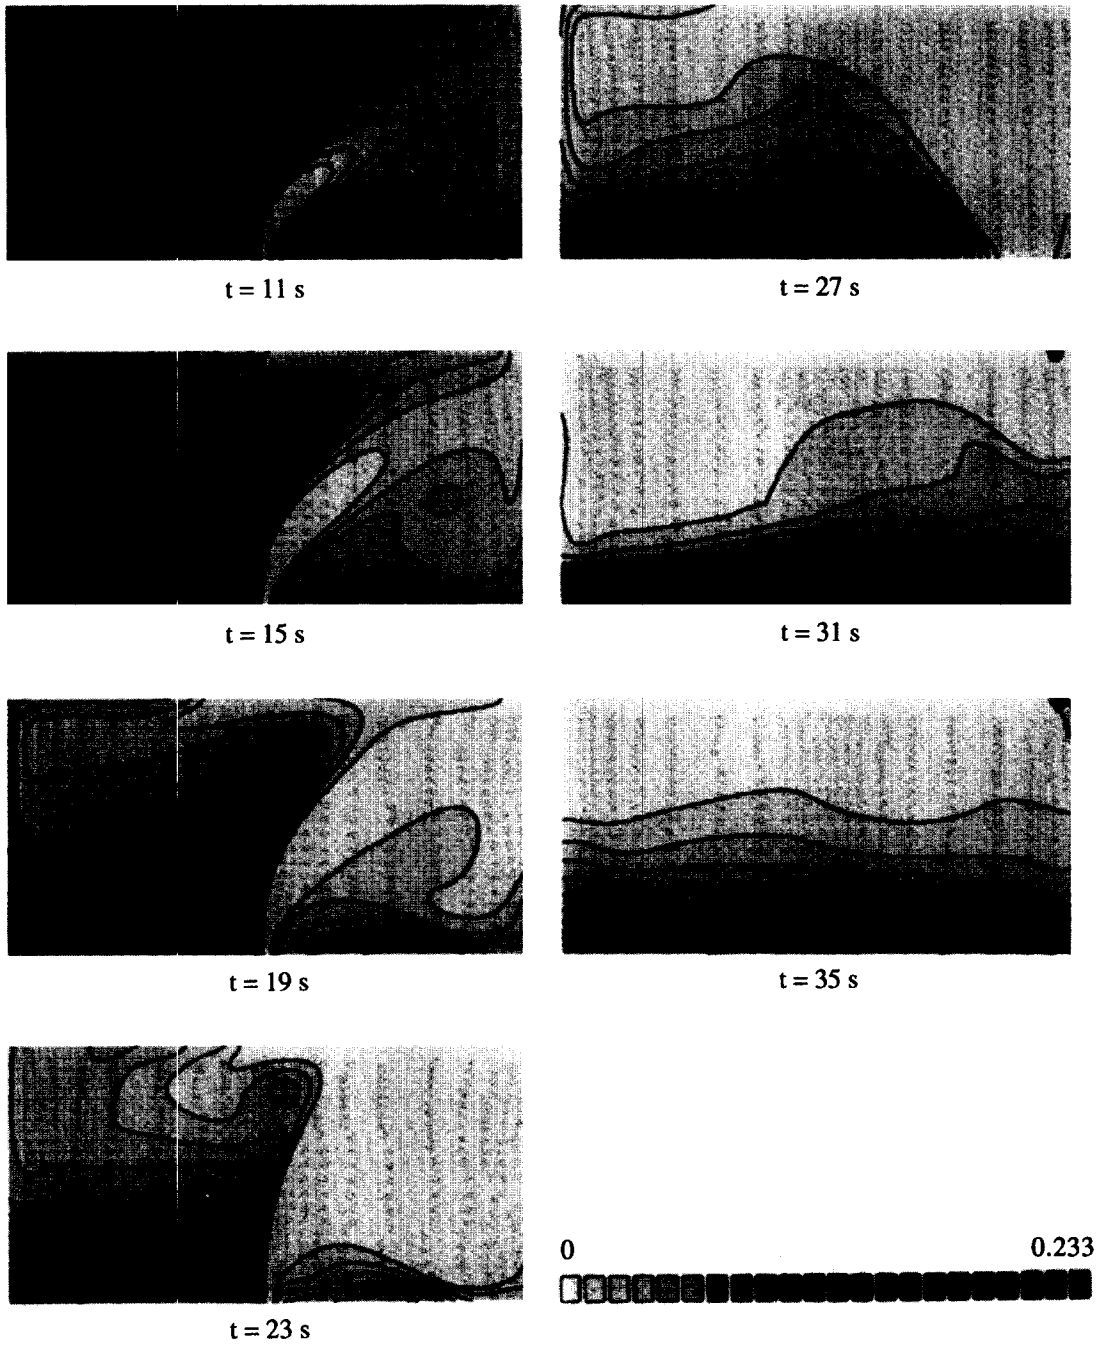 t = 11 s
t = 27 s
t = 15 s
t = 31 s
t = 19 s
t = 35 s
0 0.233
t = 23 s